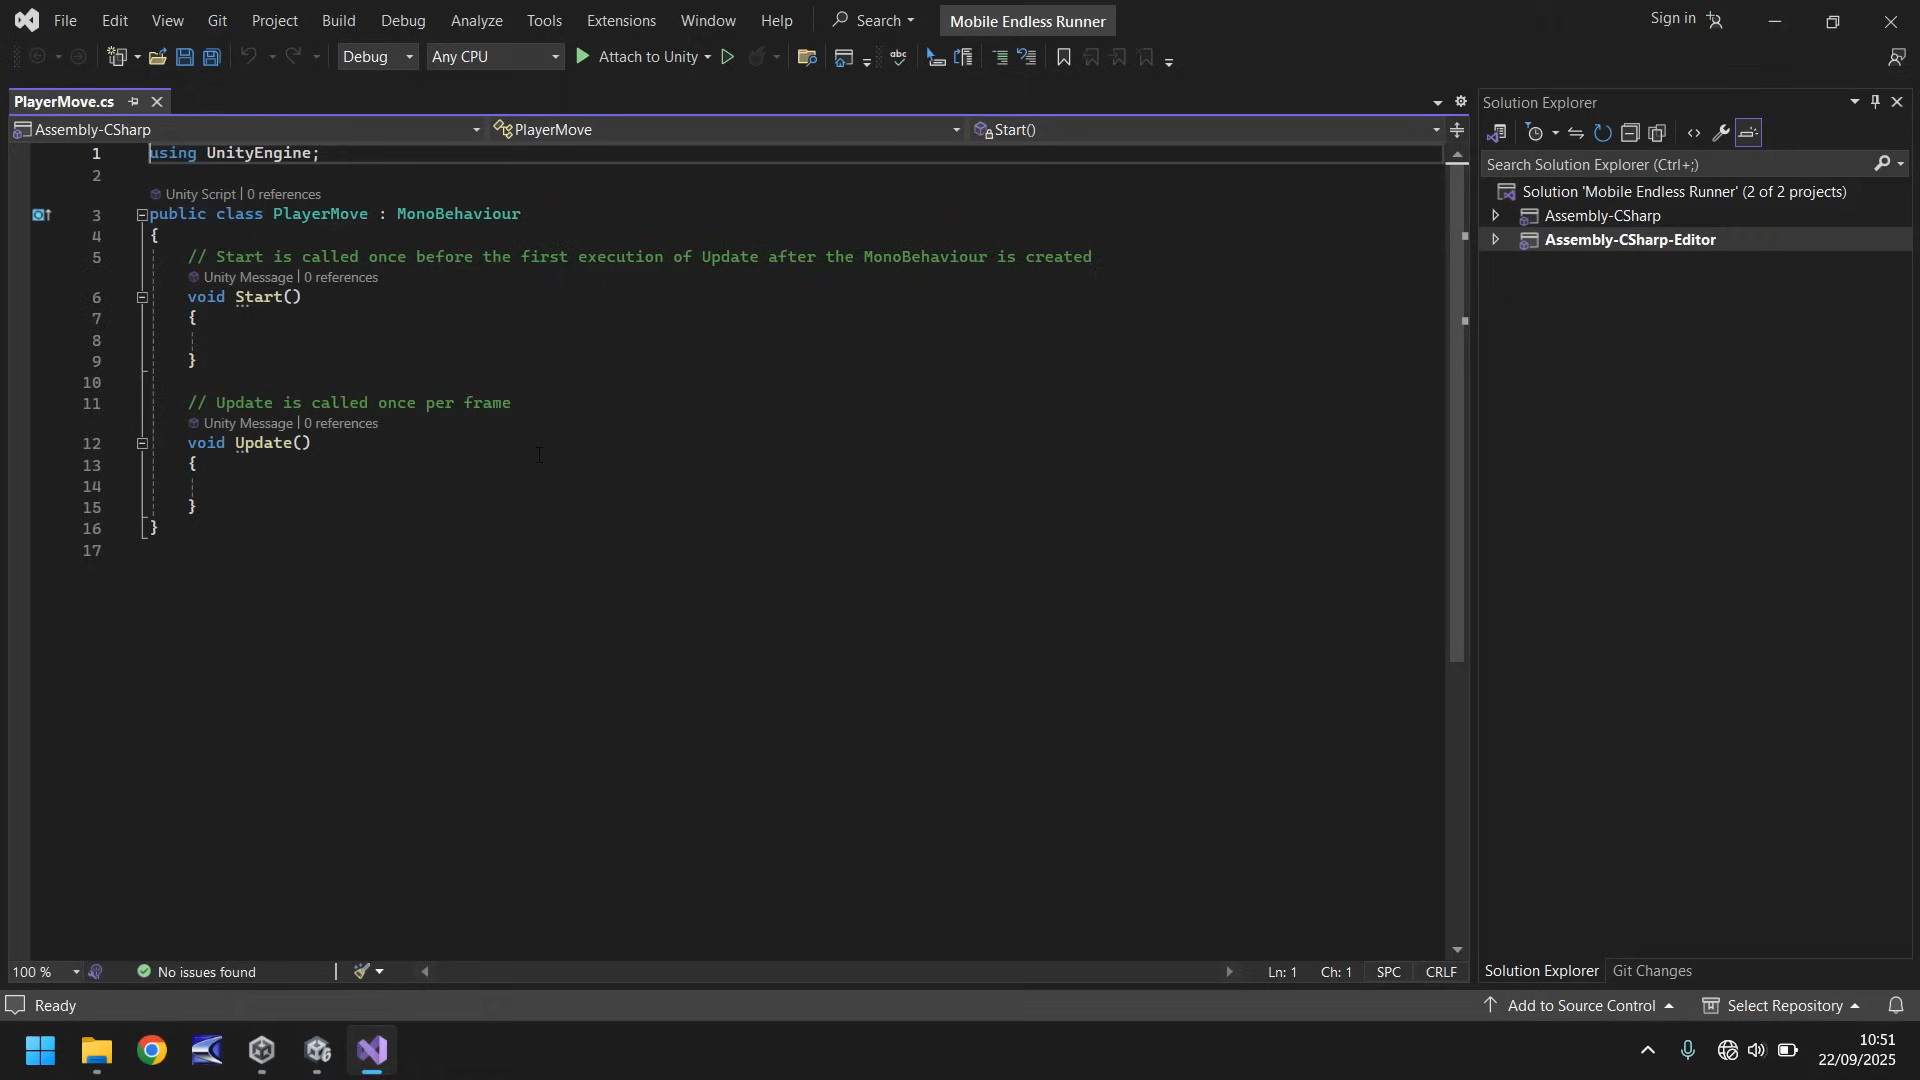 File Edit View Git Project Build Debug Analyze Tools Extensions Window Help Search Mobile Endless Runner Sign in
Debug Any CPU Attach to Unity abc
PlayerMove.cs
Assembly-CSharp PlayerMove Start()
1 using UnityEngine;
2
Unity Script | 0 references
3 public class PlayerMove : MonoBehaviour
4 {
5 // Start is called once before the first execution of Update after the MonoBehaviour is created
Unity Message | 0 references
6 void Start()
7 {
8
9 }
10
11 // Update is called once per frame
Unity Message | 0 references
12 void Update()
13 {
14
15 }
16 }
17
100 % No issues found Ln: 1 Ch: 1 SPC CRLF
Solution Explorer
Search Solution Explorer (Ctrl+;)
Solution 'Mobile Endless Runner' (2 of 2 projects)
Assembly-CSharp
Assembly-CSharp-Editor
Solution Explorer Git Changes
Ready Add to Source Control Select Repository
6
10:51
22/09/2025